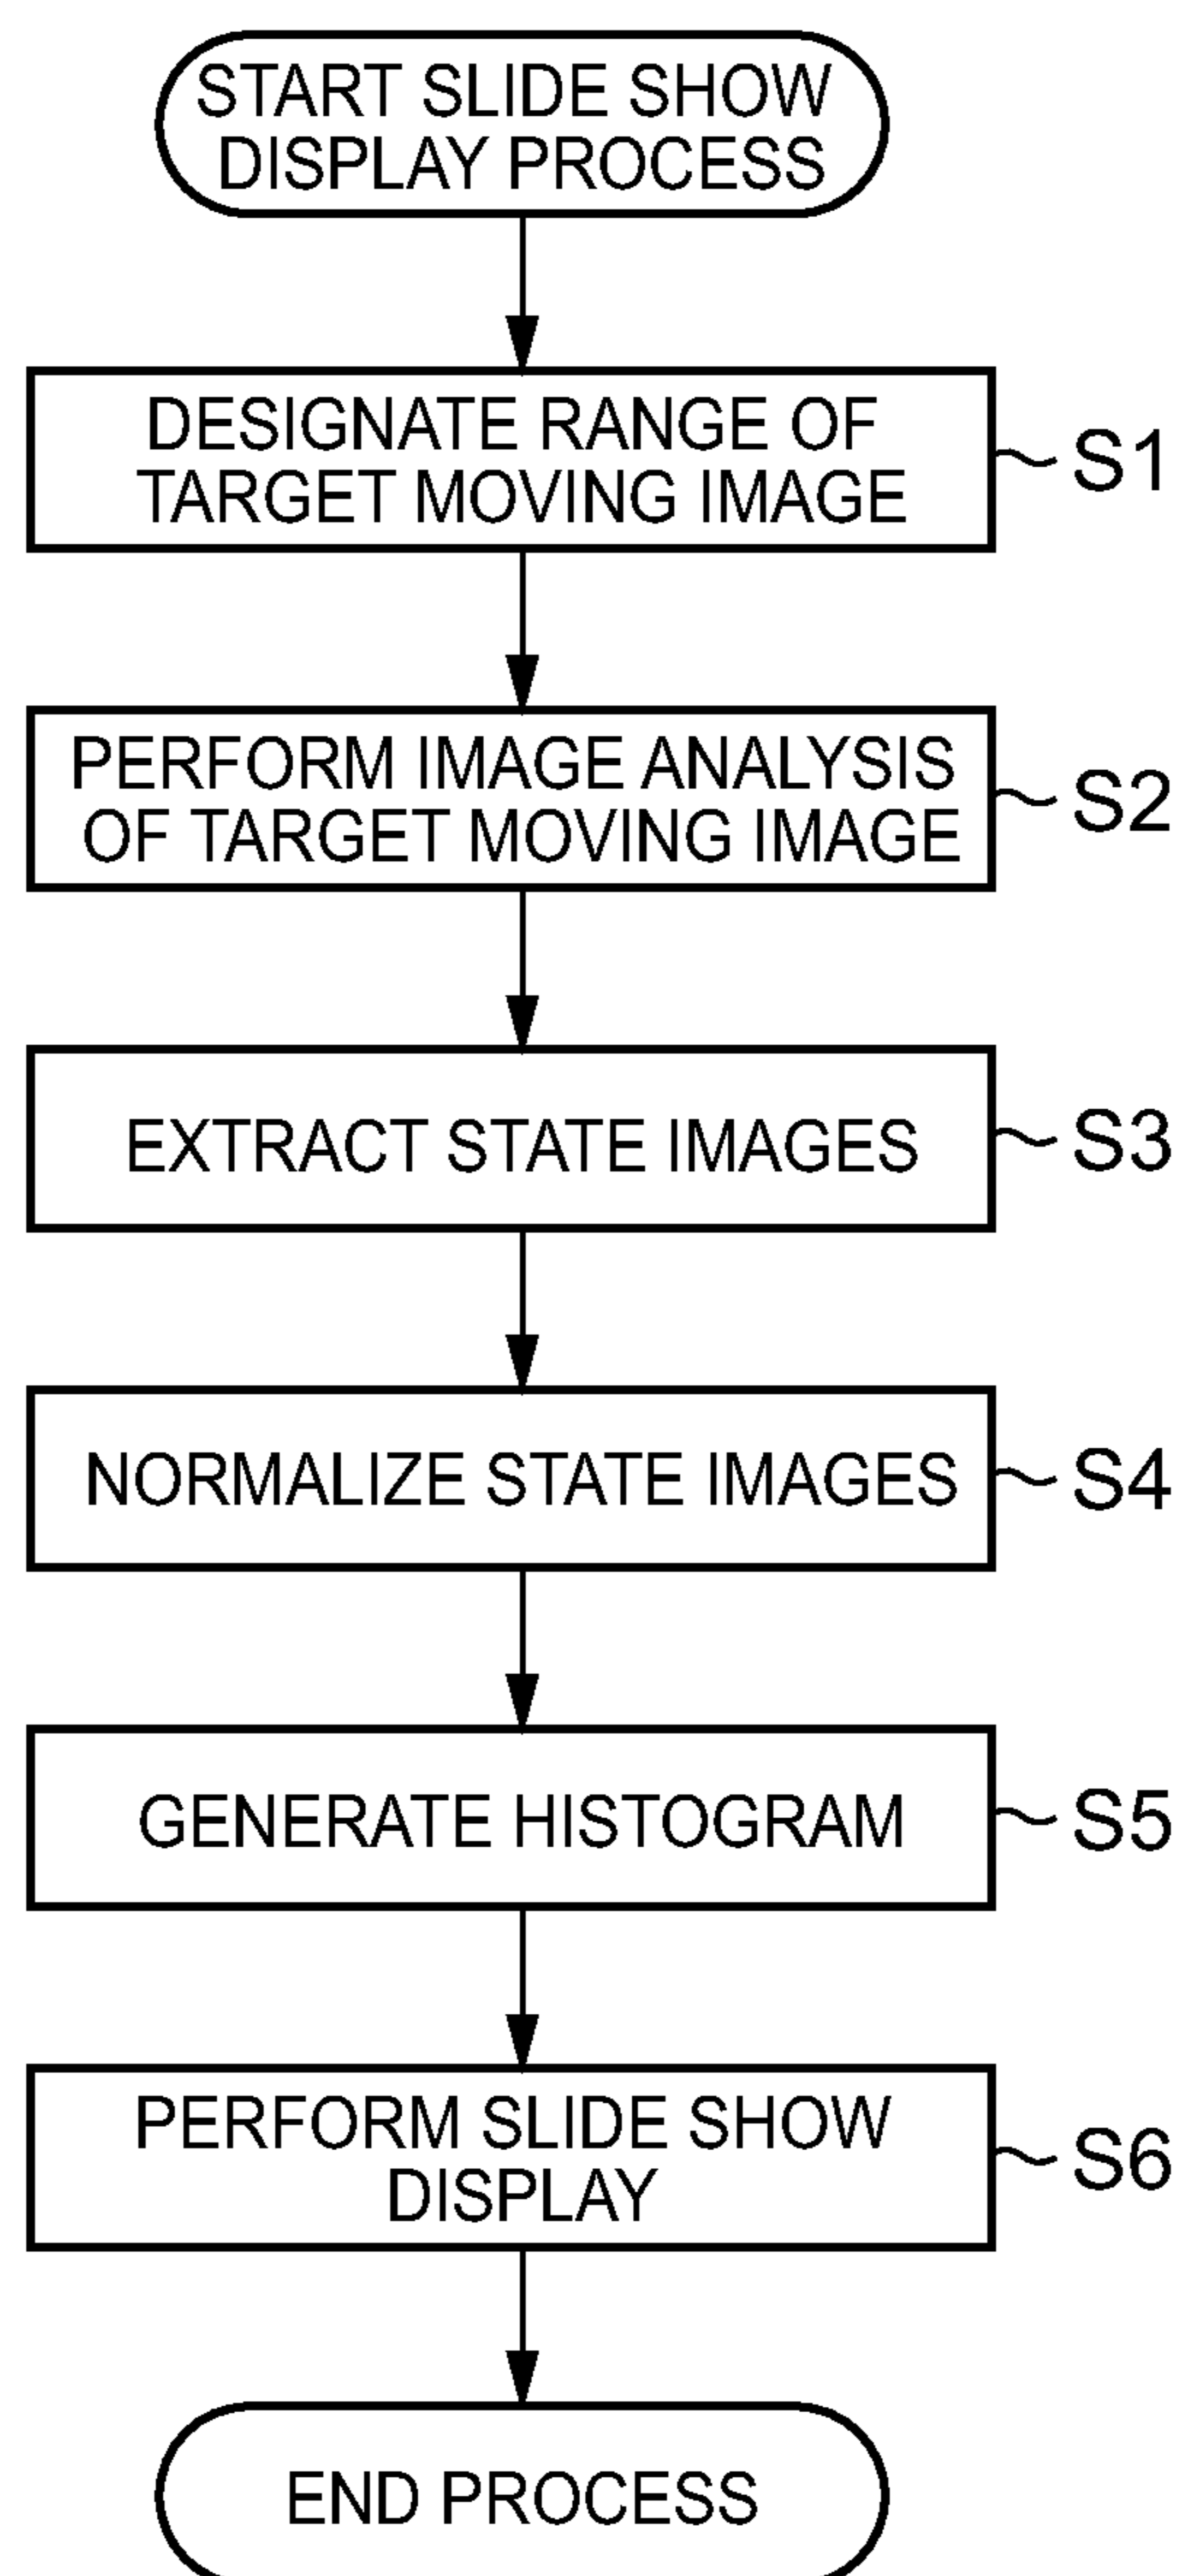 START SLIDE SHOW
DISPLAY PROCESS
DESIGNATE RANGE OF
TARGET MOVING IMAGE
S1
PERFORM IMAGE ANALYSIS
OF TARGET MOVING IMAGE
S2
EXTRACT STATE IMAGES
S3
NORMALIZE STATE IMAGES
S4
GENERATE HISTOGRAM
S5
PERFORM SLIDE SHOW
DISPLAY
S6
END PROCESS